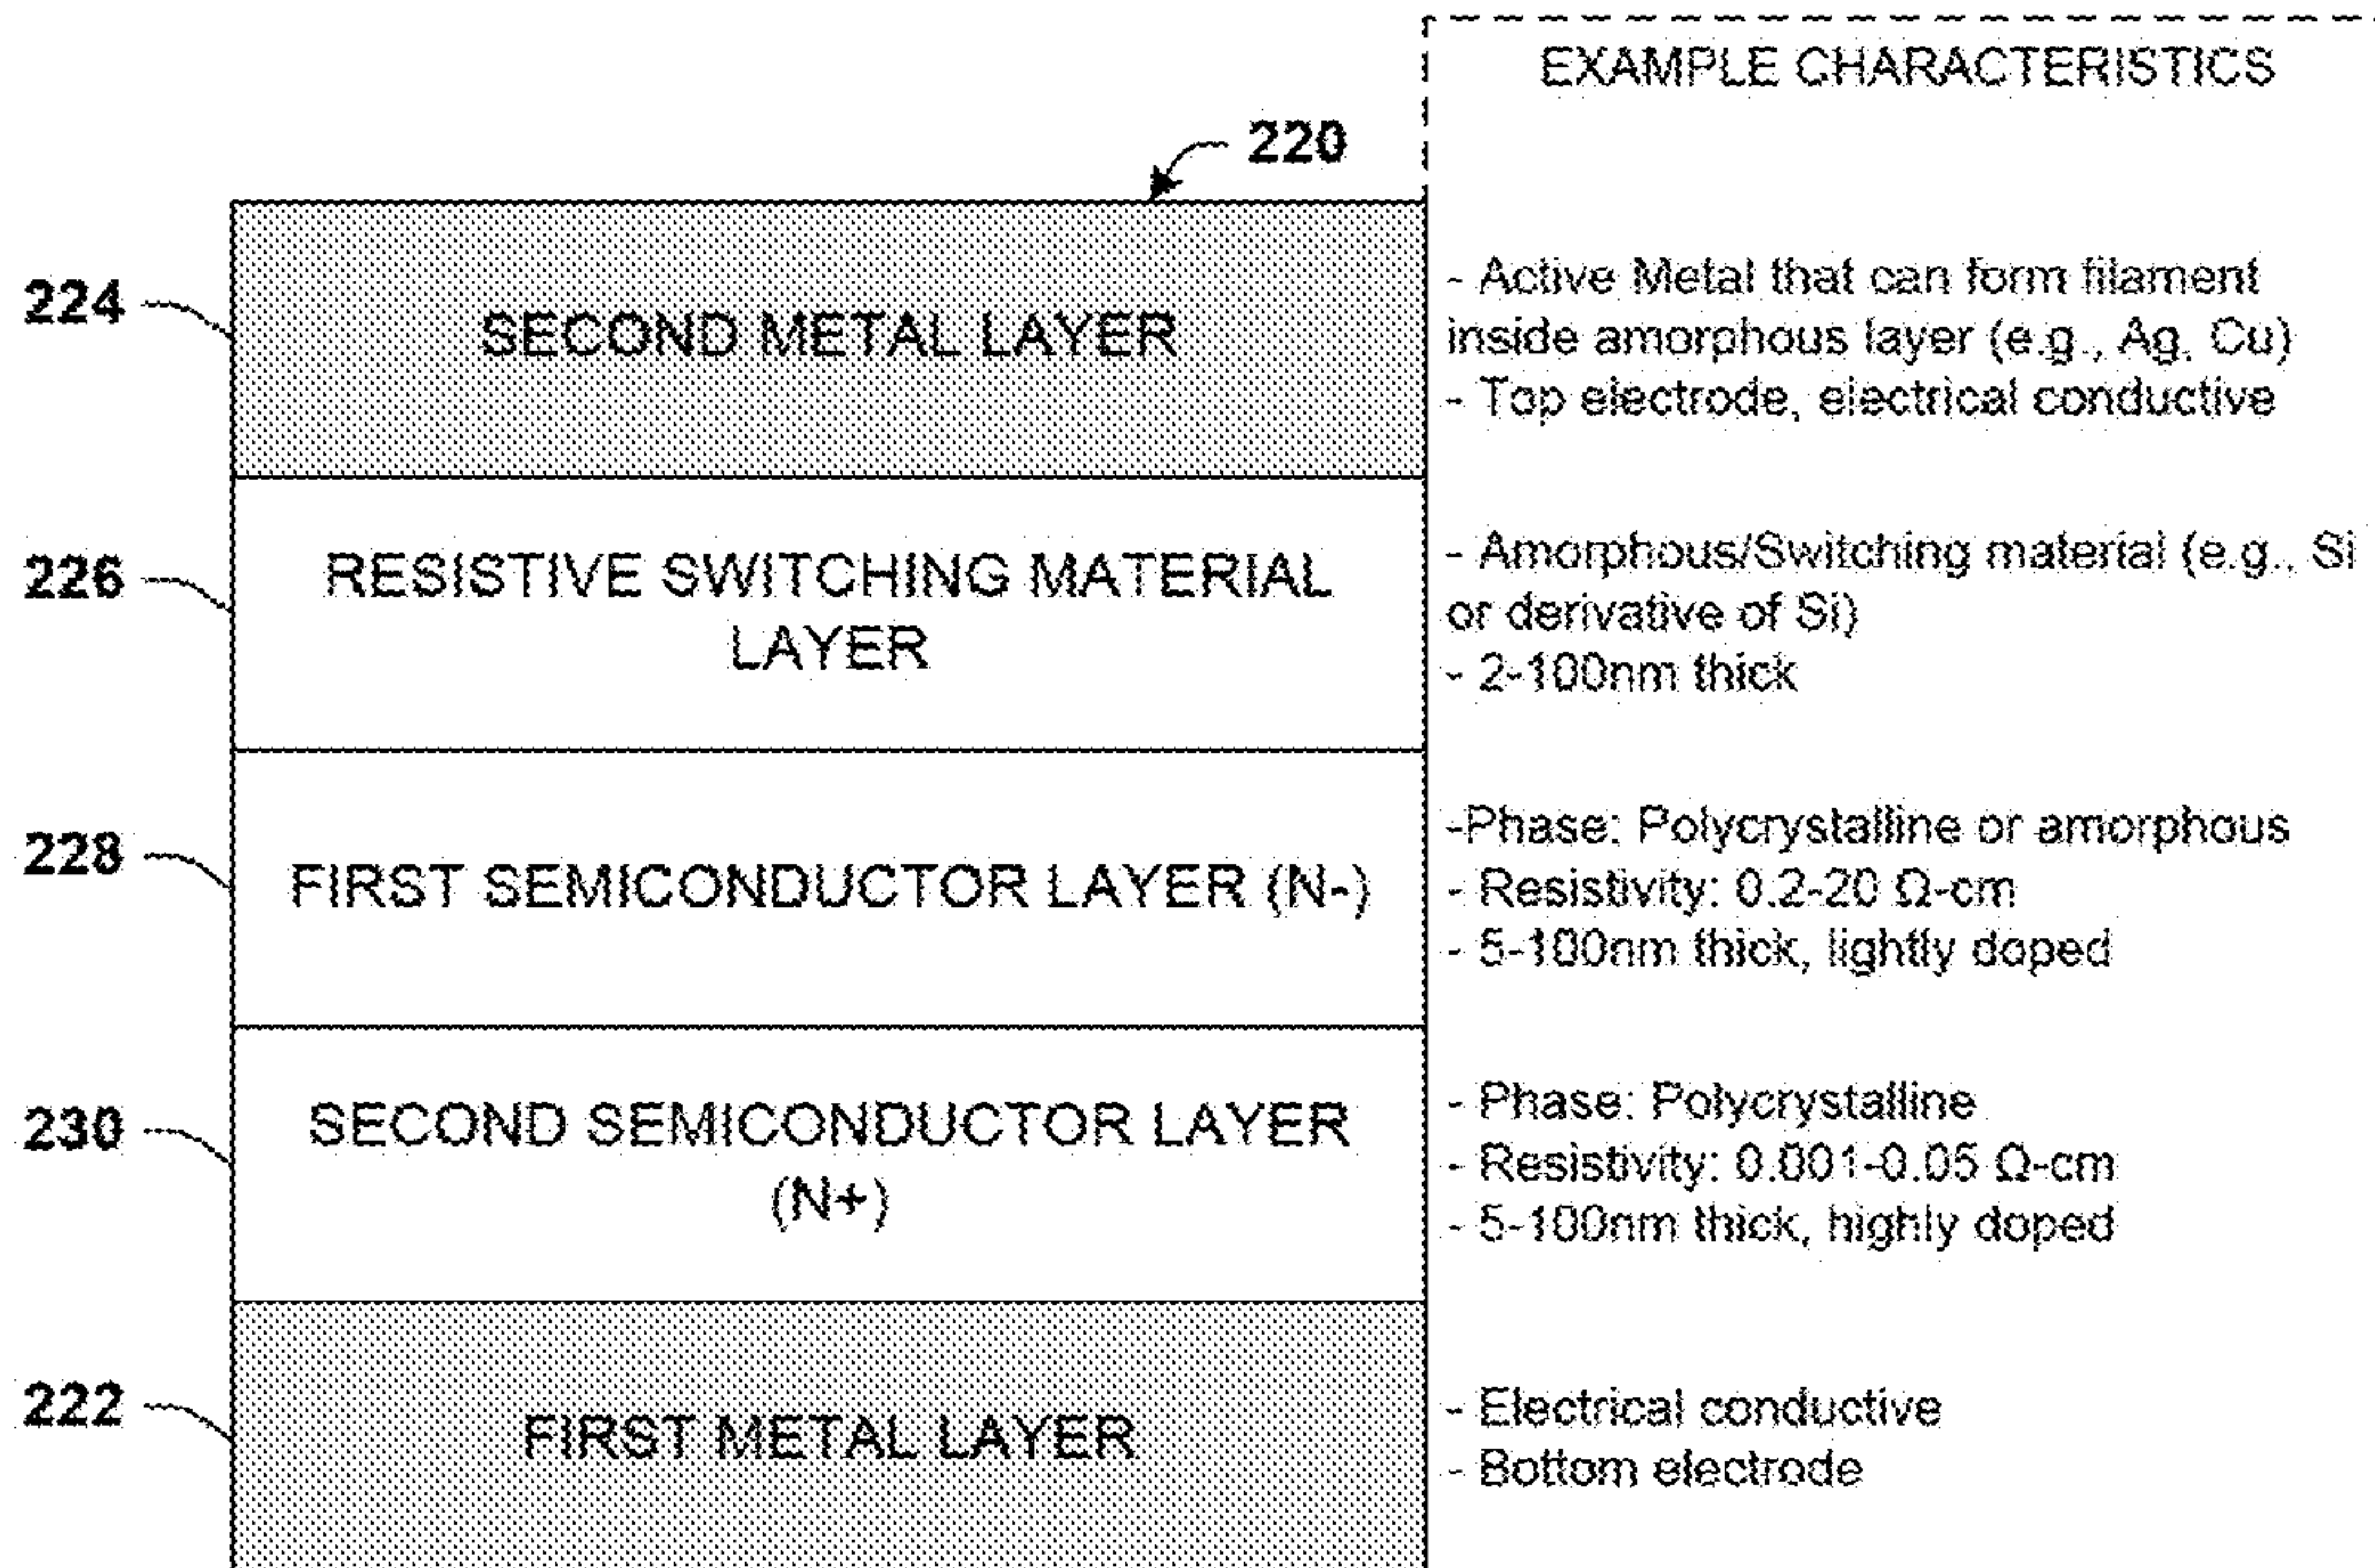 EXAMPLE CHARACTERISTICS
220
224
SECOND METAL LAYER
- Active Metal that can form filament
inside amorphous layer (e.g., Ag, Cu)
- Top electrode, electrical conductive
226
RESISTIVE SWITCHING MATERIAL
LAYER
- Amorphous/Switching material (e.g., Si
or derivative of Si)
- 2-100nm thick
228
FIRST SEMICONDUCTOR LAYER (N-)
-Phase: Polycrystalline or amorphous
- Resistivity: 0.2-20 Ω-cm
- 5-100nm thick, lightly doped
230
SECOND SEMICONDUCTOR LAYER
(N+)
- Phase: Polycrystalline
- Resistivity: 0.001-0.05 Ω-cm
- 5-100nm thick, highly doped
222
FIRST METAL LAYER
- Electrical conductive
- Bottom electrode